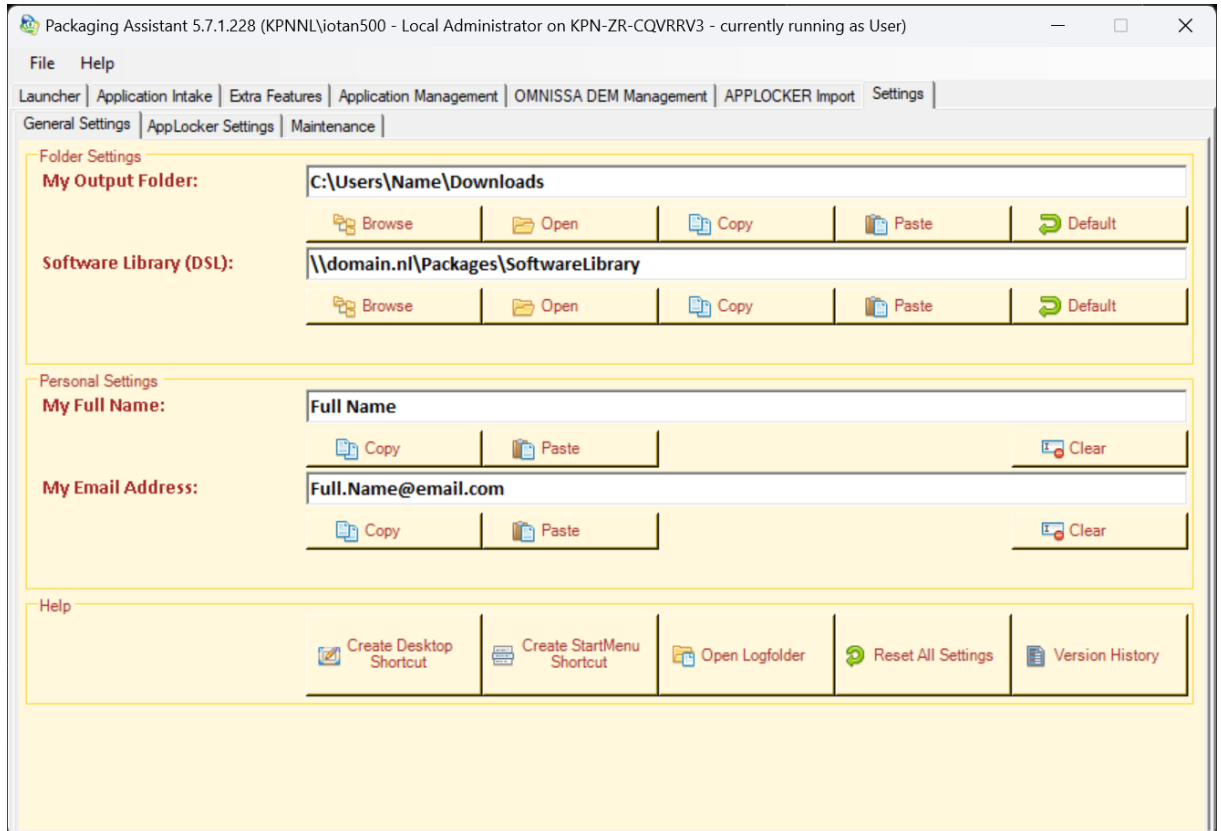 Packaging Assistant 5.7.1.228 (KPNNL\iotan500 - Local Administrator on KPN-ZR-CQVRRV3 - currently running as User)
File Help
Launcher Application Intake Extra Features Application Management OMNISSA DEM Management APPLOCKER Import Settings
General Settings AppLocker Settings Maintenance
Folder Settings
My Output Folder: C:\Users\Name\Downloads
Browse Open Copy Paste Default
Software Library (DSL): \\domain.nl\Packages\SoftwareLibrary
Browse Open Copy Paste Default
Personal Settings
My Full Name: Full Name
Copy Paste Clear
My Email Address: Full.Name@email.com
Copy Paste Clear
Help
Create Desktop Shortcut Create StartMenu Shortcut Open Logfolder Reset All Settings Version History